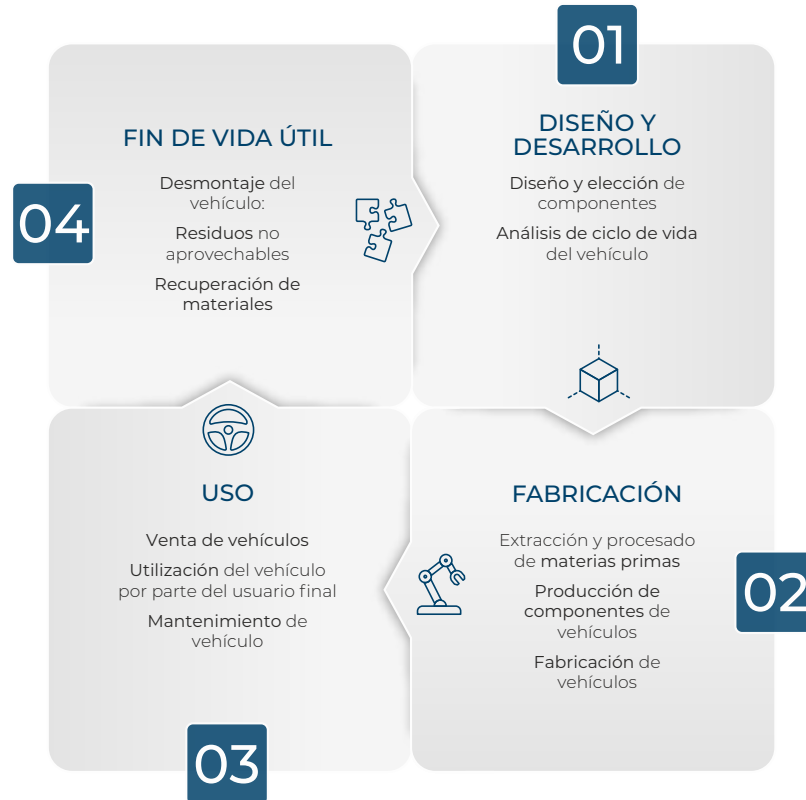 01
DISEÑO Y
DESARROLLO
Diseño y elección de
componentes
Análisis de ciclo de vida
del vehículo
02
FABRICACIÓN
Extracción y procesado
de materias primas
Producción de
componentes de
vehículos
Fabricación de
vehículos
03
USO
Venta de vehículos
Utilización del vehículo
por parte del usuario final
Mantenimiento de
vehículo
04
FIN DE VIDA ÚTIL
Desmontaje del
vehículo:
Residuos no
aprovechables
Recuperación de
materiales